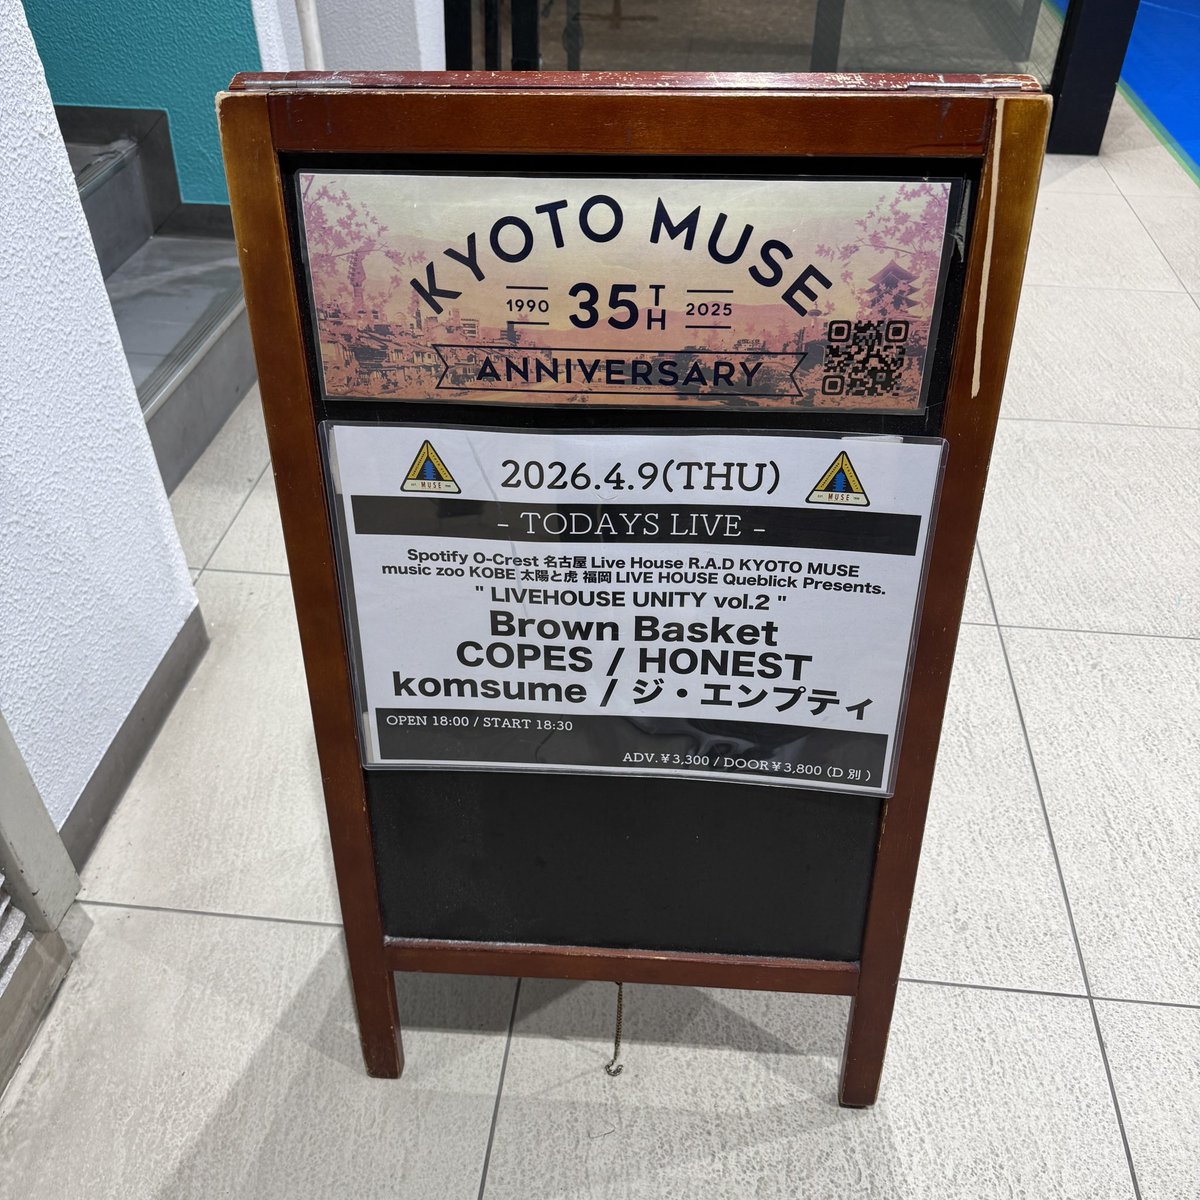 KYOTO MUSE
1990 35TH 2025
ANNIVERSARY
2026.4.9(THU)
MUSE
MUSE
- TODAYS LIVE -
Spotify O-Crest 名古屋 Live House R.A.D KYOTO MUSE
music zoo KOBE 太陽と虎 福岡 LIVE HOUSE Queblick Presents.
" LIVEHOUSE UNITY vol.2 "
Brown Basket
COPES / HONEST
komsume / ジ・エンプティ
OPEN 18:00 / START 18:30
ADV.¥3,300 / DOOR¥3,800 (D 別)